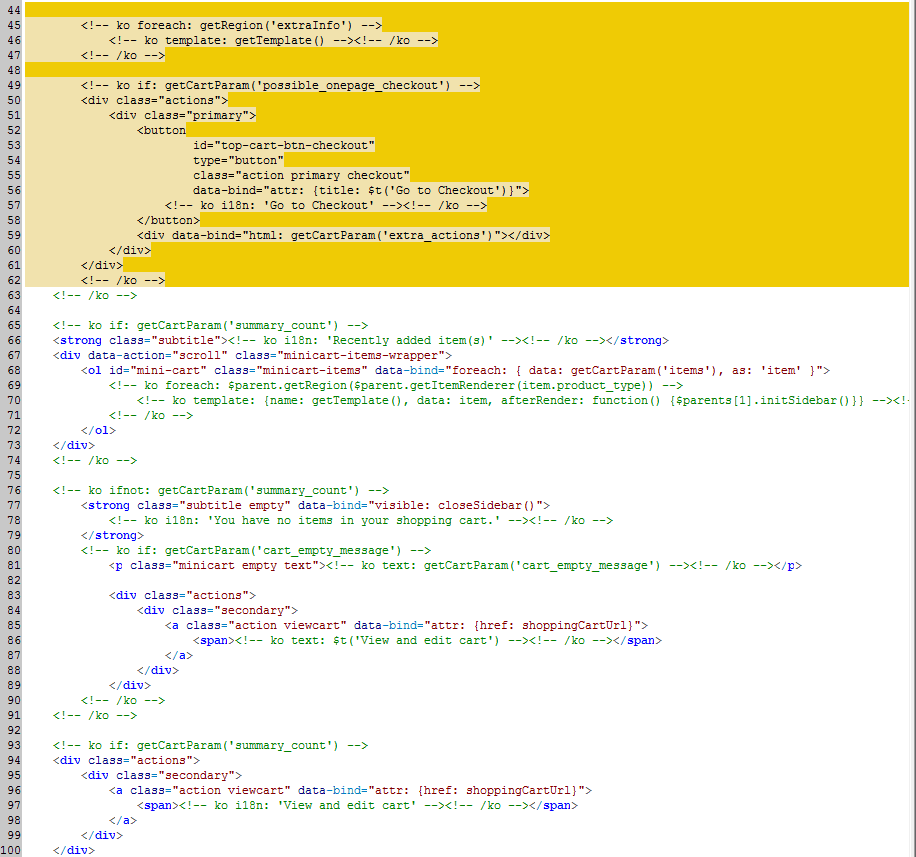 44
45         <!-- ko foreach: getRegion('extraInfo') -->
46             <!-- ko template: getTemplate() --><!-- /ko -->
47         <!-- /ko -->
48
49         <!-- ko if: getCartParam('possible_onepage_checkout') -->
50         <div class="actions">
51             <div class="primary">
52                 <button
53                         id="top-cart-btn-checkout"
54                         type="button"
55                         class="action primary checkout"
56                         data-bind="attr: {title: $t('Go to Checkout')}">
57                     <!-- ko i18n: 'Go to Checkout' --><!-- /ko -->
58                 </button>
59                 <div data-bind="html: getCartParam('extra_actions')"></div>
60             </div>
61         </div>
62         <!-- /ko -->
63     <!-- /ko -->
64
65     <!-- ko if: getCartParam('summary_count') -->
66     <strong class="subtitle"><!-- ko i18n: 'Recently added item(s)' --><!-- /ko --></strong>
67     <div data-action="scroll" class="minicart-items-wrapper">
68         <ol id="mini-cart" class="minicart-items" data-bind="foreach: { data: getCartParam('items'), as: 'item' }">
69             <!-- ko foreach: $parent.getRegion($parent.getItemRenderer(item.product_type)) -->
70                 <!-- ko template: {name: getTemplate(), data: item, afterRender: function() {$parents[1].initSidebar()}} --><!-
71             <!-- /ko -->
72         </ol>
73     </div>
74     <!-- /ko -->
75
76     <!-- ko ifnot: getCartParam('summary_count') -->
77         <strong class="subtitle empty" data-bind="visible: closeSidebar()">
78             <!-- ko i18n: 'You have no items in your shopping cart.' --><!-- /ko -->
79         </strong>
80         <!-- ko if: getCartParam('cart_empty_message') -->
81             <p class="minicart empty text"><!-- ko text: getCartParam('cart_empty_message') --><!-- /ko --></p>
82
83             <div class="actions">
84                 <div class="secondary">
85                     <a class="action viewcart" data-bind="attr: {href: shoppingCartUrl}">
86                         <span><!-- ko text: $t('View and edit cart') --><!-- /ko --></span>
87                     </a>
88                 </div>
89             </div>
90         <!-- /ko -->
91     <!-- /ko -->
92
93     <!-- ko if: getCartParam('summary_count') -->
94     <div class="actions">
95         <div class="secondary">
96             <a class="action viewcart" data-bind="attr: {href: shoppingCartUrl}">
97                 <span><!-- ko i18n: 'View and edit cart' --><!-- /ko --></span>
98             </a>
99         </div>
100     </div>